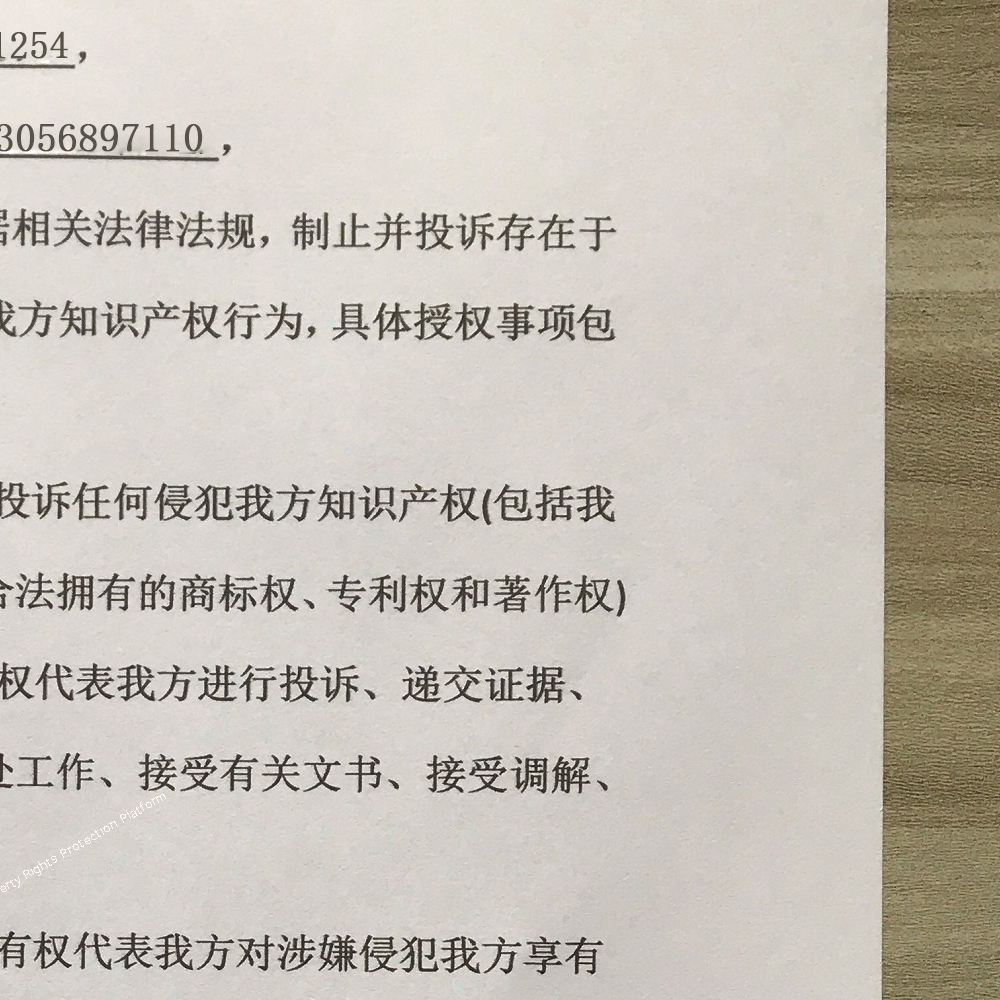 1254，
3056897110，
居相关法律法规，制止并投诉存在于
我方知识产权行为，具体授权事项包
投诉任何侵犯我方知识产权(包括我
合法拥有的商标权、专利权和著作权)
权代表我方进行投诉、递交证据、
处工作、接受有关文书、接受调解、
erty Rights Protection Platform
有权代表我方对涉嫌侵犯我方享有